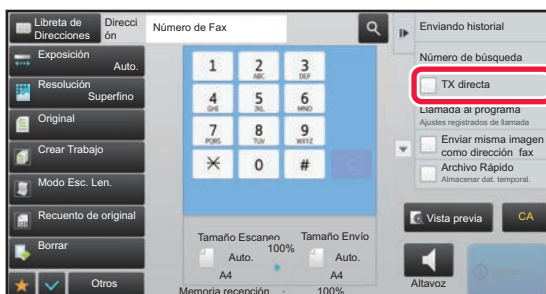 Libreta de
Direcciones
Direcci
ón
Número de Fax
Exposición
Auto.
Resolución
Superfino
Original
Crear Trabajo
Modo Esc. Len.
Recuento de original
Borrar
Otros
1
2
ABC
3
DEF
4
GHI
5
JKL
6
MNO
7
PQRS
8
TUV
9
WXYZ
0
#
C
Tamaño Escaneo
Tamaño Envío
100%
Auto.
Auto.
A4
A4
Memoria recepción : 100%
Enviando historial
Número de búsqueda
TX directa
Llamada al programa
Ajustes registrados de llamada
Enviar misma imagen
como dirección fax
Archivo Rápido
Almacenar dat. temporal.
Vista previa
CA
Altavoz